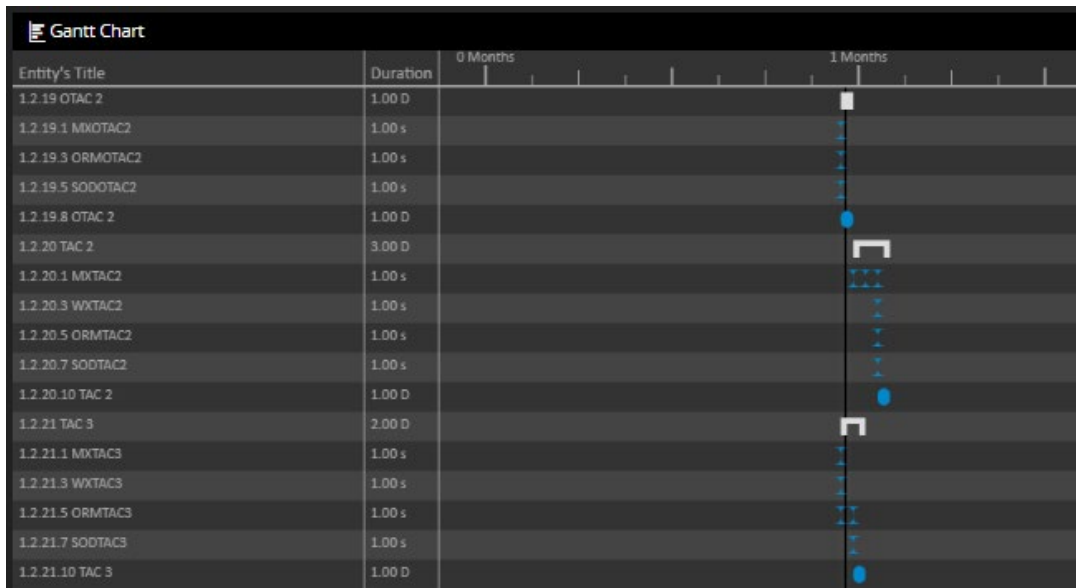 Gantt Chart
0 Months 1 Months
Entity's Title Duration
1.2.19 OTAC 2 1.00 D
1.2.19.1 MXOTAC2 1.00 s
1.2.19.3 ORMOTAC2 1.00 s
1.2.19.5 SODOTAC2 1.00 s
1.2.19.8 OTAC 2 1.00 D
1.2.20 TAC 2 3.00 D
1.2.20.1 MXTAC2 1.00 s
1.2.20.3 WXTAC2 1.00 s
1.2.20.5 ORMTAC2 1.00 s
1.2.20.7 SODTAC2 1.00 s
1.2.20.10 TAC 2 1.00 D
1.2.21 TAC 3 2.00 D
1.2.21.1 MXTAC3 1.00 s
1.2.21.3 WXTAC3 1.00 s
1.2.21.5 ORMTAC3 1.00 s
1.2.21.7 SODTAC3 1.00 s
1.2.21.10 TAC 3 1.00 D